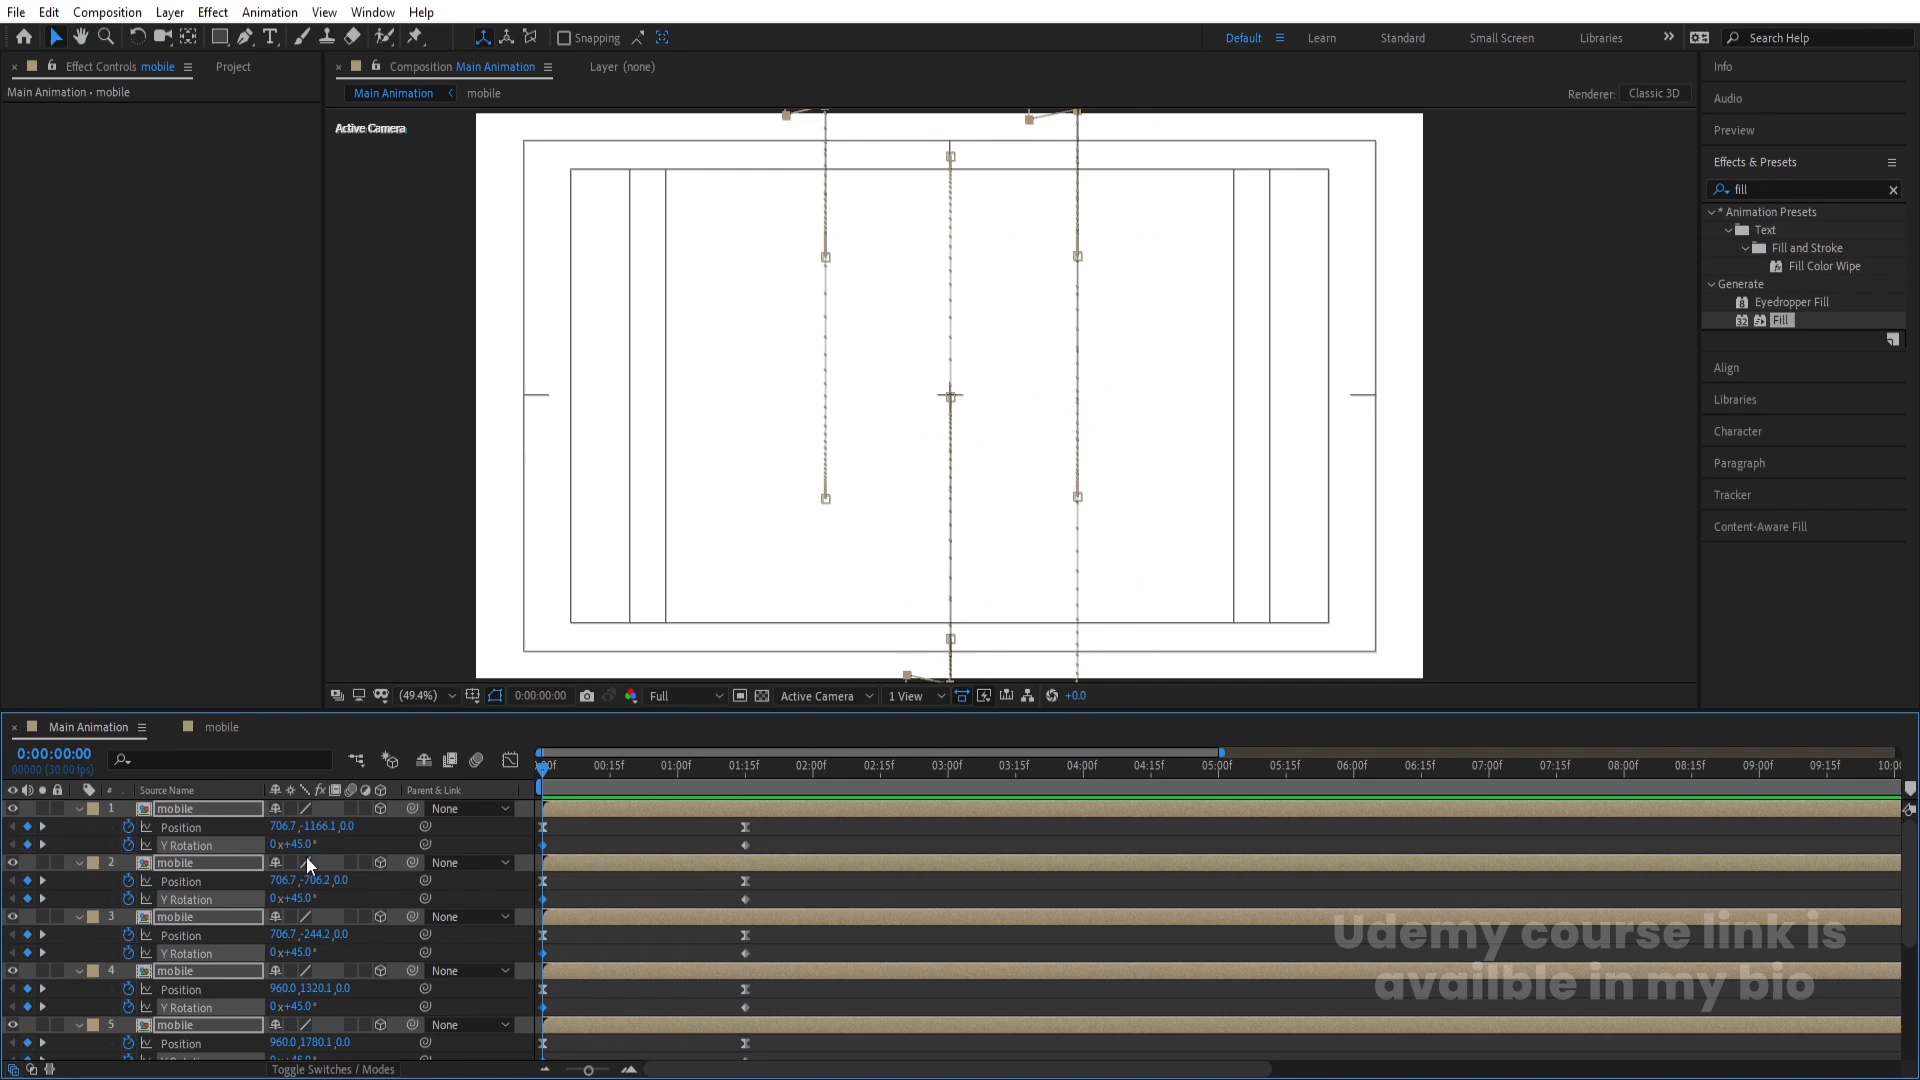 File Edit Composition Layer Effect Animation View Window Help
Snapping
Default Learn Standard Small Screen Libraries Search Help
Effect Controls mobile Project
Main Animation • mobile
Composition Main Animation Layer (none)
Main Animation mobile
Renderer: Classic 3D
Active Camera
Info
Audio
Preview
Effects & Presets
fill
* Animation Presets
Text
Fill and Stroke
Fill Color Wipe
Generate
Eyedropper Fill
Fill
Align
Libraries
Character
Paragraph
Tracker
Content-Aware Fill
(49.4%) 0:00:00:00 Full Active Camera 1 View +0.0
Main Animation mobile
0:00:00:00
00000 (30.00 fps)
00:15f 01:00f 01:15f 02:00f 02:15f 03:00f 03:15f 04:00f 04:15f 05:00f 05:15f 06:00f 06:15f 07:00f 07:15f 08:00f 08:15f 09:00f 09:15f 10:00
# Source Name Parent & Link
1 mobile None
Position 706.7,-1166.1,0.0
Y Rotation 0x+45.0°
2 mobile None
Position 706.7,-706.2,0.0
Y Rotation 0x+45.0°
3 mobile None
Position 706.7,-244.2,0.0
Y Rotation 0x+45.0°
4 mobile None
Position 960.0,1320.1,0.0
Y Rotation 0x+45.0°
5 mobile None
Position 960.0,1780.1,0.0
Toggle Switches / Modes
Udemy course link is
availble in my bio